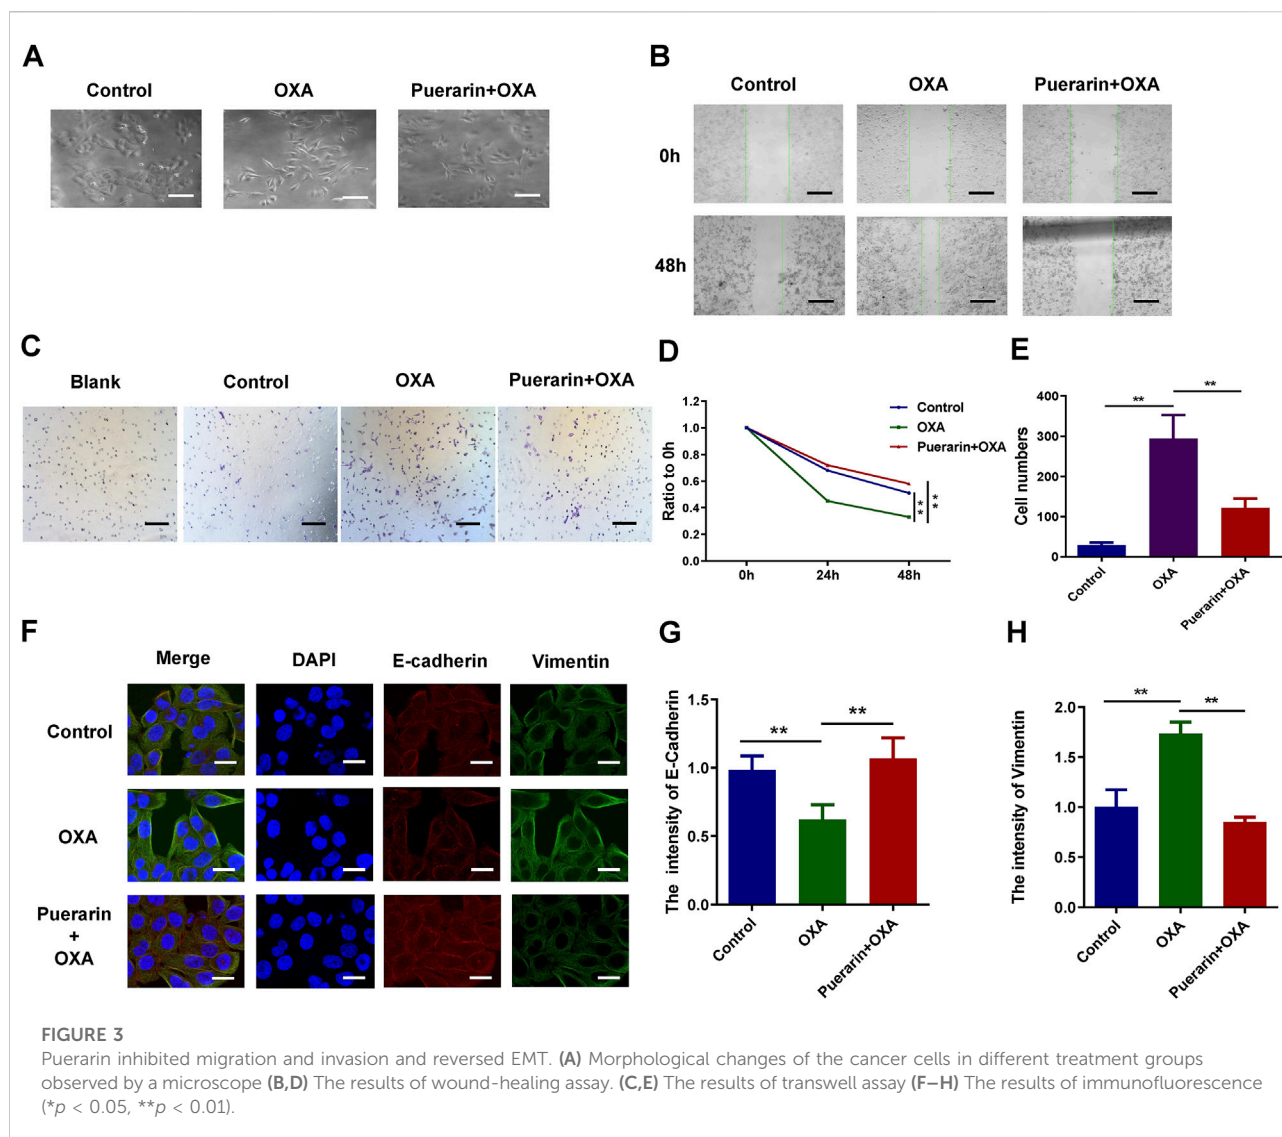 A
Control OXA Puerarin+OXA
B
Control OXA Puerarin+OXA
0h
48h
C
Blank Control OXA Puerarin+OXA
D
Ratio to 0h
1.2
1.0
0.8
0.6
0.4
0.2
0.0
0h 24h 48h
Control
OXA
Puerarin+OXA
**
**
E
Cell numbers
400
300
200
100
0
** **
Control OXA Puerarin+OXA
F
Merge DAPI E-cadherin Vimentin
Control
OXA
Puerarin
+
OXA
G
The intensity of E-Cadherin
1.5
1.0
0.5
0.0
** **
Control OXA Puerarin+OXA
H
The intensity of Vimentin
2.0
1.5
1.0
0.5
0.0
** **
Control OXA Puerarin+OXA
FIGURE 3
Puerarin inhibited migration and invasion and reversed EMT. (A) Morphological changes of the cancer cells in different treatment groups
observed by a microscope (B,D) The results of wound-healing assay. (C,E) The results of transwell assay (F–H) The results of immunofluorescence
(*p < 0.05, **p < 0.01).